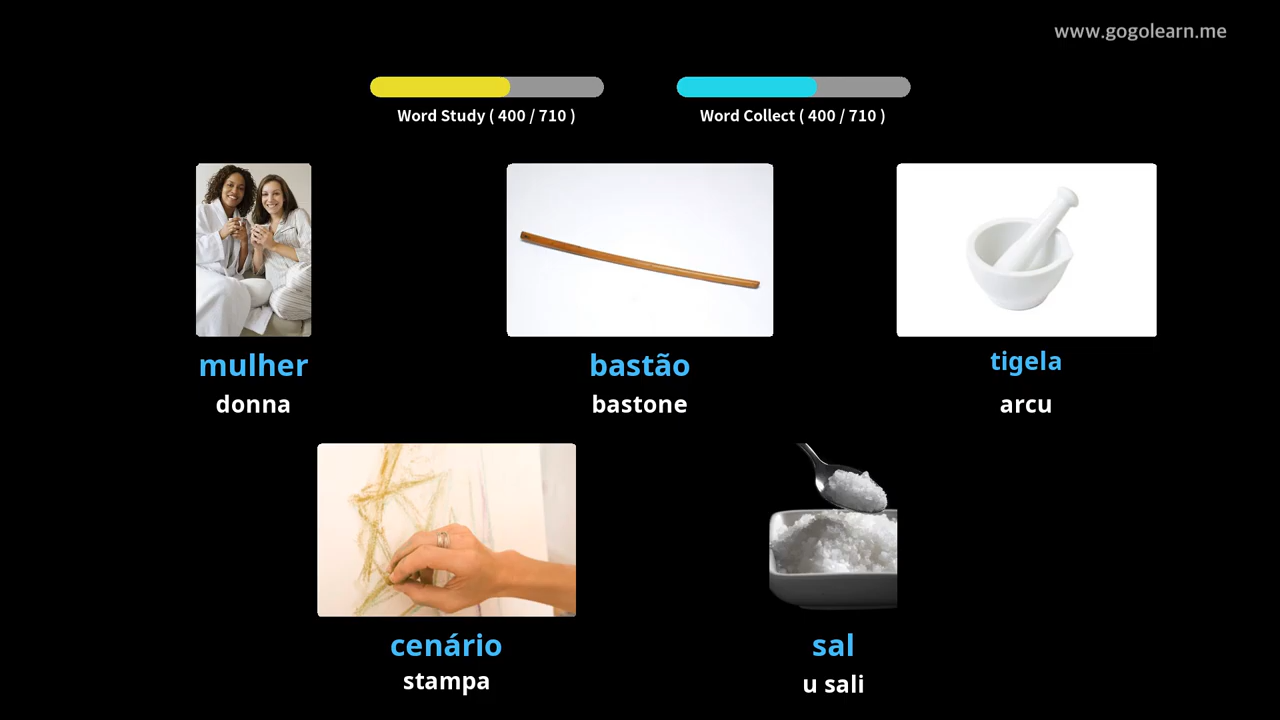 www.gogolearn.me
Word Study ( 400 / 710 )
Word Collect ( 400 / 710 )
mulher
donna
bastão
bastone
tigela
arcu
cenário
stampa
sal
u sali